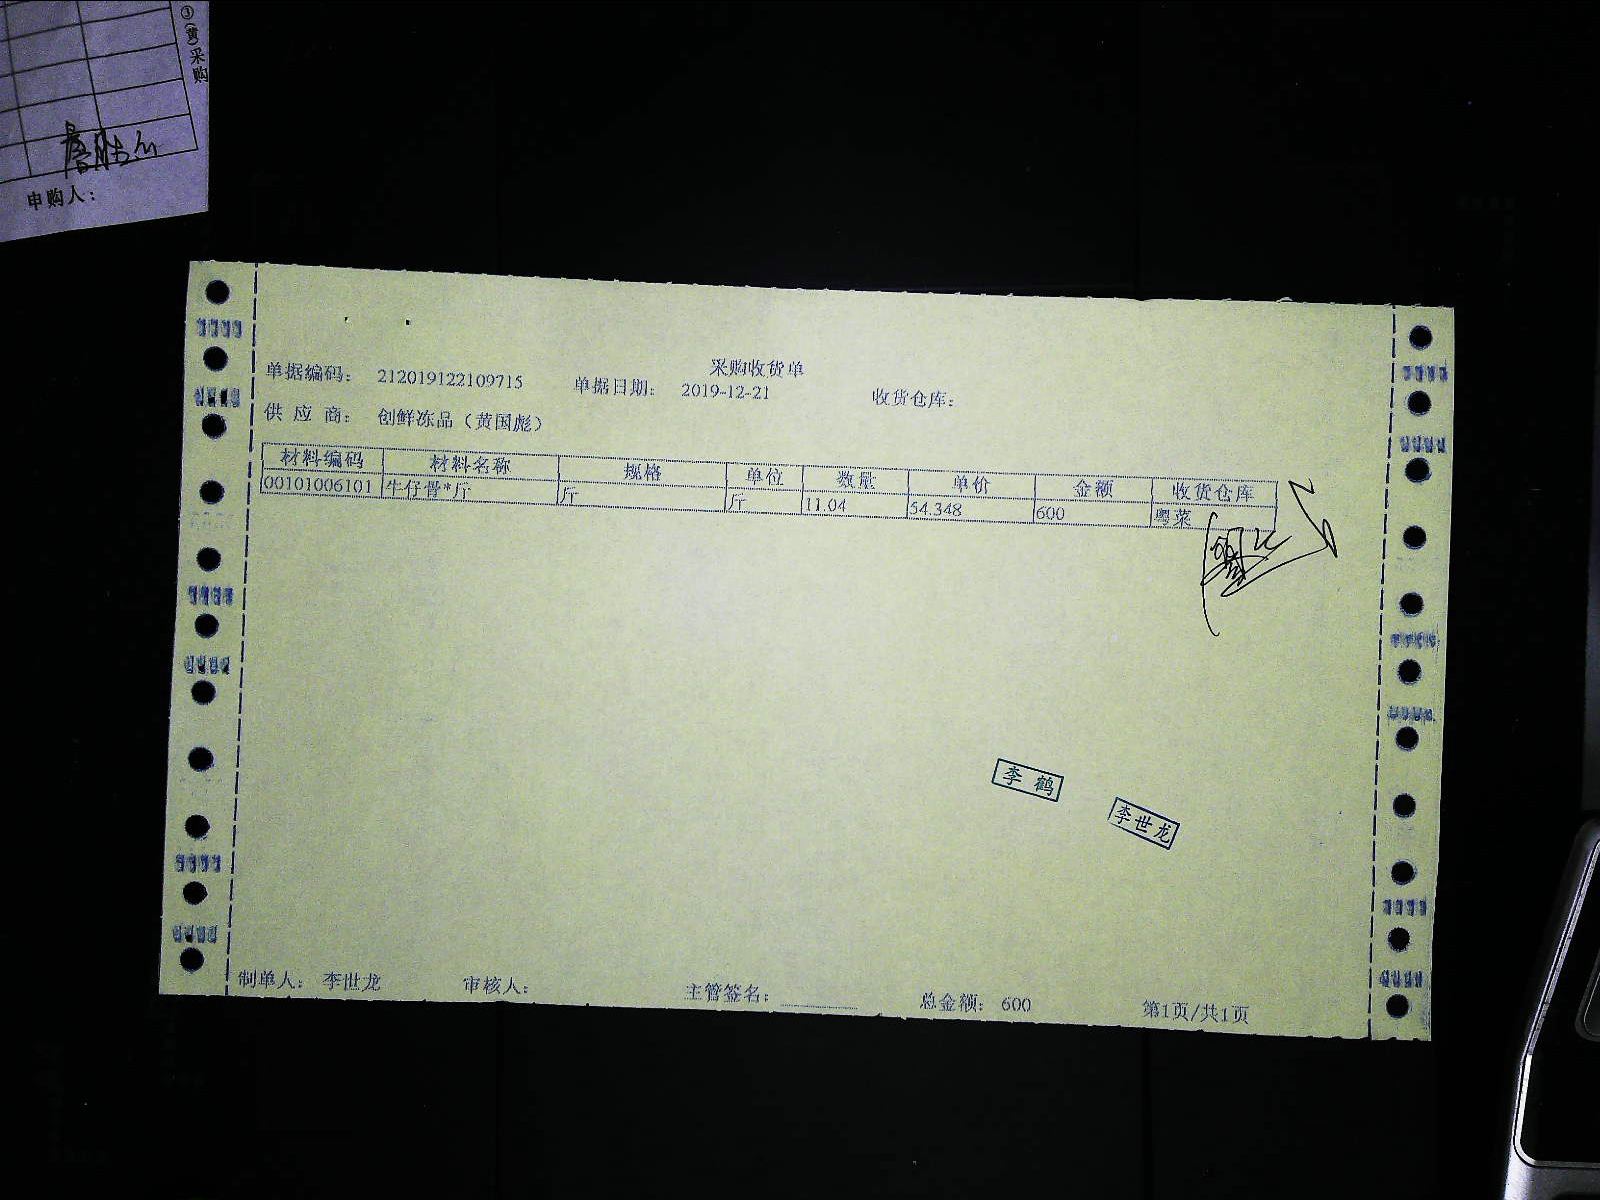 ③(黄)采购
申购人：
采购收货单
单据编码： 212019122109715 单据日期： 2019-12-21 收货仓库：
供 应 商： 创鲜冻品（黄国彪）
材料编码 材料名称 规格 单位 数量 单价 金额 收货仓库
00101006101 牛仔骨*斤 斤 斤 11.04 54.348 600 粤菜
李 鹤
李世龙
制单人： 李世龙 审核人： 主管签名： 总金额： 600 第1页/共1页